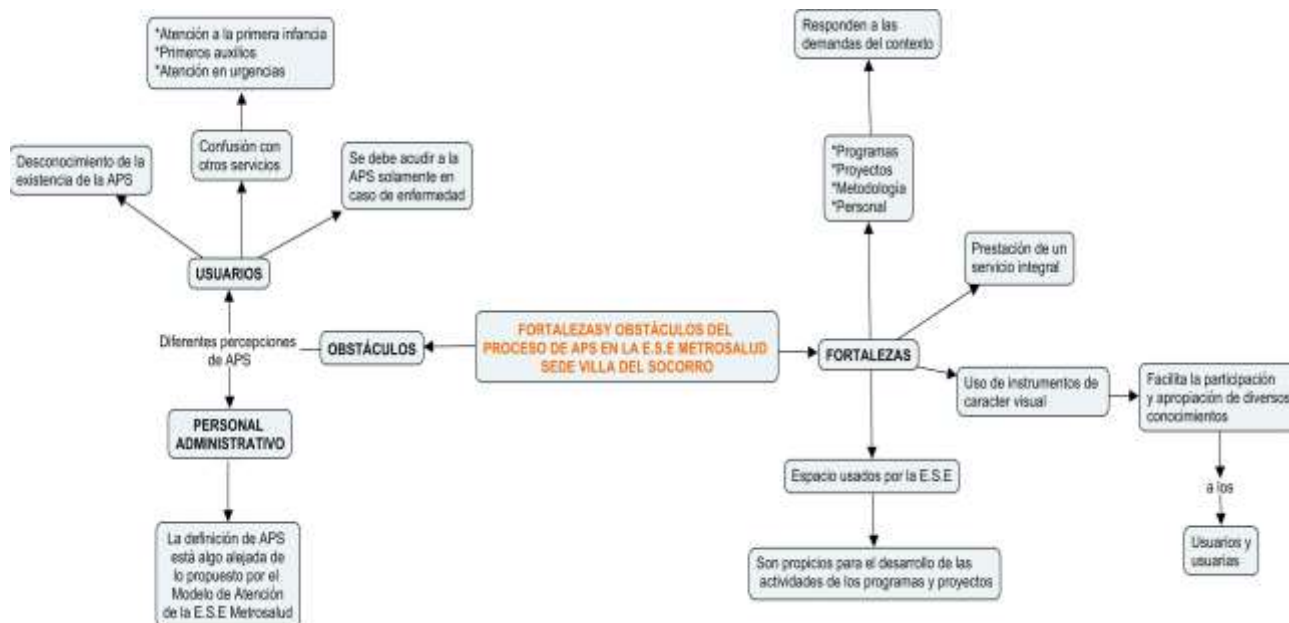 *Atención a la primera infancia
*Primeros auxilios
*Atención en urgencias
Responden a las
demandas del contexto
Desconocimiento de la
existencia de la APS
Confusión con
otros servicios
Se debe acudir a la
APS solamente en
caso de enfermedad
*Programas
*Proyectos
*Metodología
*Personal
USUARIOS
Prestación de un
servicio integral
Diferentes percepciones
de APS
OBSTÁCULOS
FORTALEZASY OBSTÁCULOS DEL
PROCESO DE APS EN LA E.S.E METROSALUD
SEDE VILLA DEL SOCORRO
FORTALEZAS
Uso de instrumentos de
caracter visual
Facilita la participación
y apropiación de diversos
conocimientos
PERSONAL
ADMINISTRATIVO
Espacio usados por la E.S.E
a los
La definición de APS
está algo alejada de
lo propuesto por el
Modelo de Atención
de la E.S.E Metrosalud
Son propicios para el desarrollo de las
actividades de los programas y proyectos
Usuarios y
usuarias